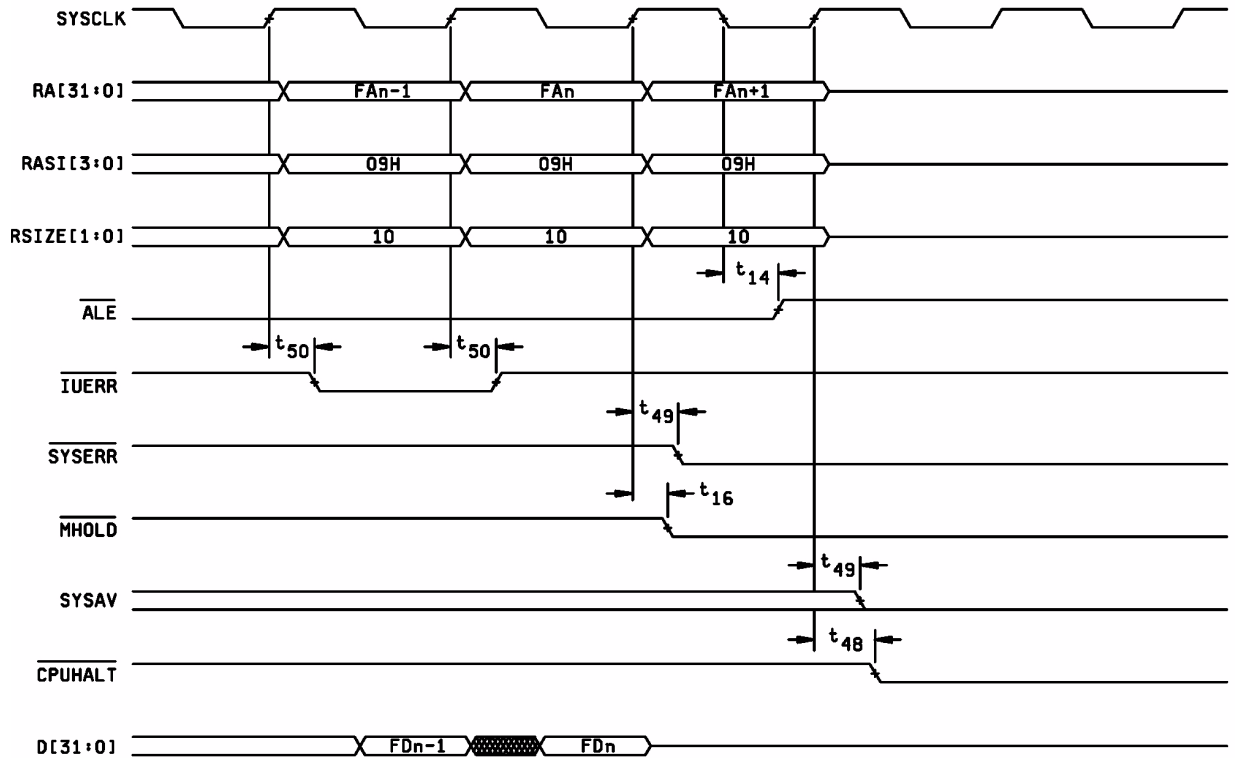 SYSCLK
RA[31:0] FAn-1 FAn FAn+1
RASI[3:0] 09H 09H 09H
RSIZE[1:0] 10 10 10
t14
ALE
t50 t50
IUERR
t49
SYSERR
t16
MHOLD
t49
SYSAV
t48
CPUHALT
D[31:0] FDn-1 FDn